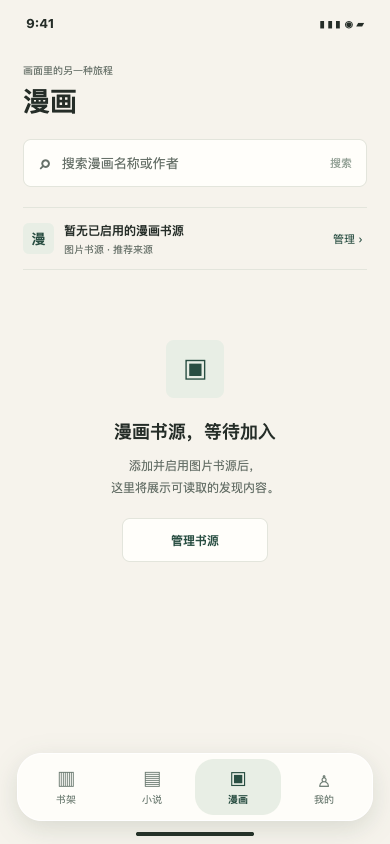 9:41
画面里的另一种旅程
漫画
搜索漫画名称或作者
搜索
漫
暂无已启用的漫画书源
图片书源 · 推荐来源
管理 ›
漫画书源，等待加入
添加并启用图片书源后，
这里将展示可读取的发现内容。
管理书源
书架
小说
漫画
我的